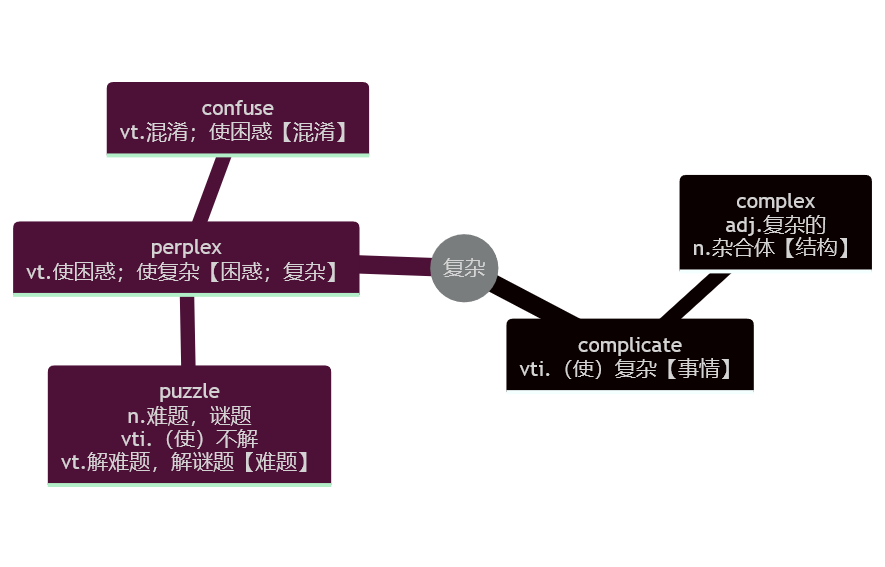 confuse
vt.混淆；使困惑【混淆】
perplex
vt.使困惑；使复杂【困惑；复杂】
puzzle
n.难题，谜题
vti.（使）不解
vt.解难题，解谜题【难题】
复杂
complex
adj.复杂的
n.杂合体【结构】
complicate
vti.（使）复杂【事情】